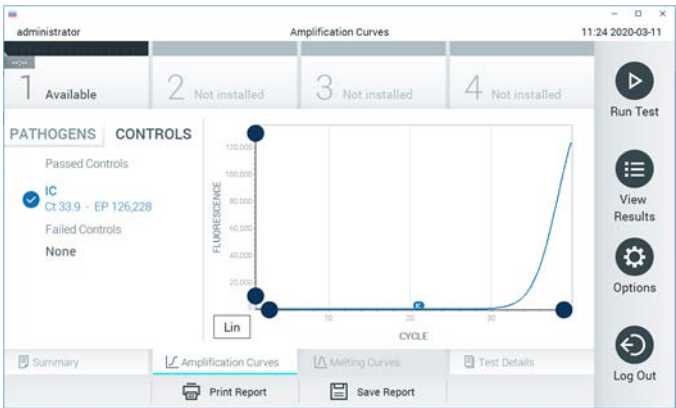 administrator
Amplification Curves
11:24 2020-03-11
1 Available
2 Not installed
3 Not installed
4 Not installed
Run Test
PATHOGENS
CONTROLS
Passed Controls
IC
Ct 33.9 - EP 126,228
Failed Controls
None
FLUORESCENCE
120,000
100,000
80,000
60,000
40,000
20,000
IC
10
20
30
CYCLE
Lin
View
Results
Options
Log Out
Summary
Amplification Curves
Melting Curves
Test Details
Print Report
Save Report